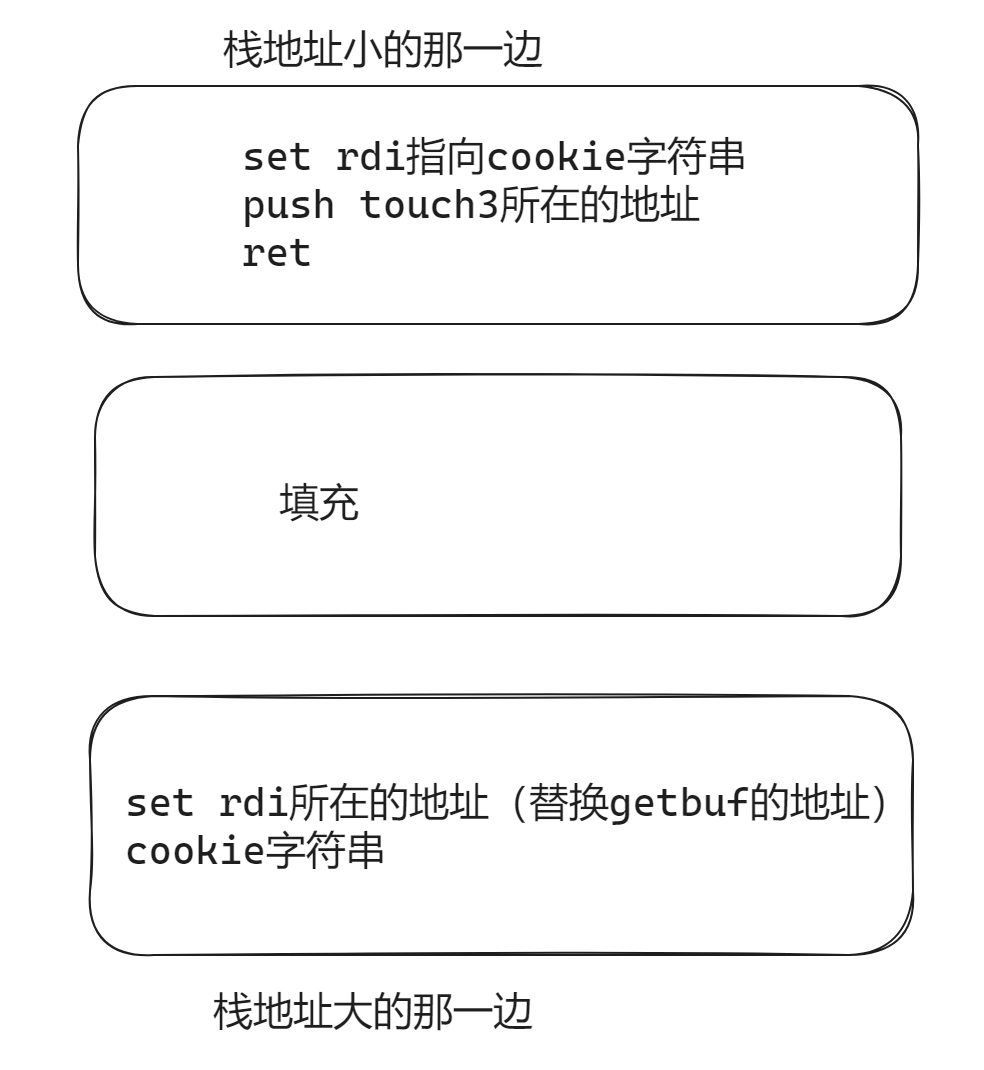 栈地址小的那一边
set rdi指向cookie字符串
push touch3所在的地址
ret
填充
set rdi所在的地址（替换getbuf的地址）
cookie字符串
栈地址大的那一边